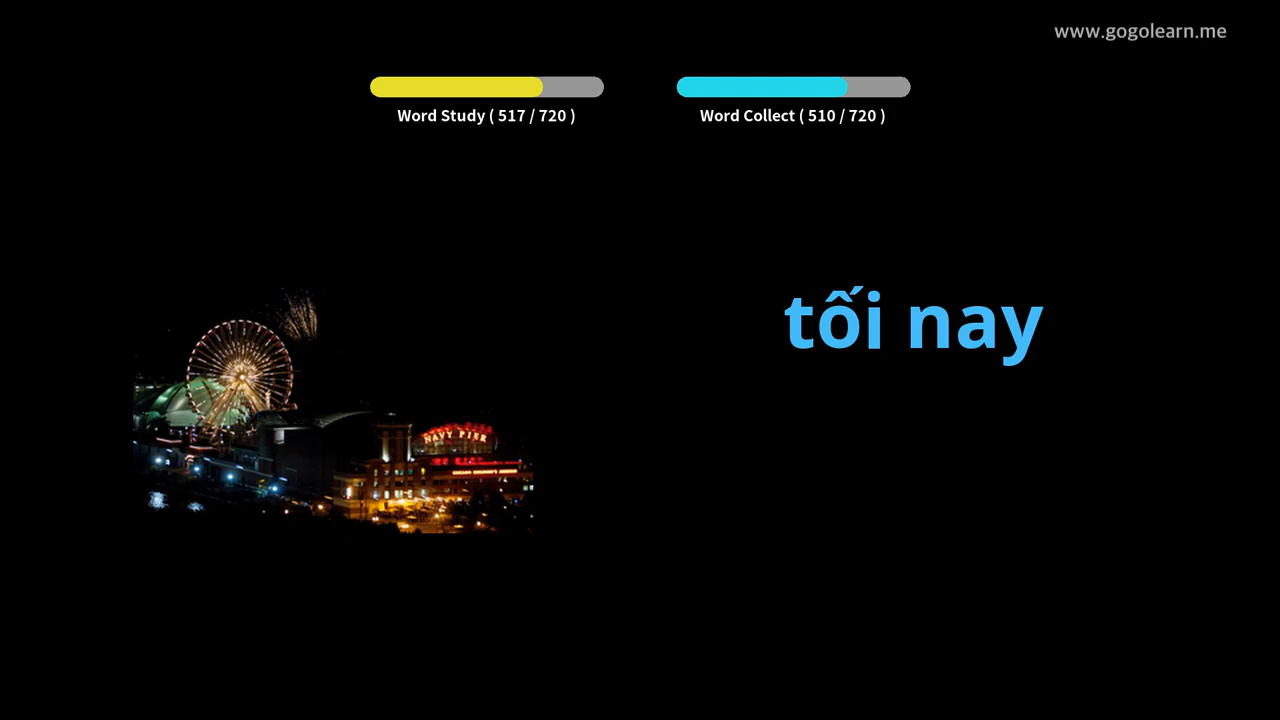 www.gogolearn.me
Word Study ( 517 / 720 )
Word Collect ( 510 / 720 )
tối nay
NAVY PIER